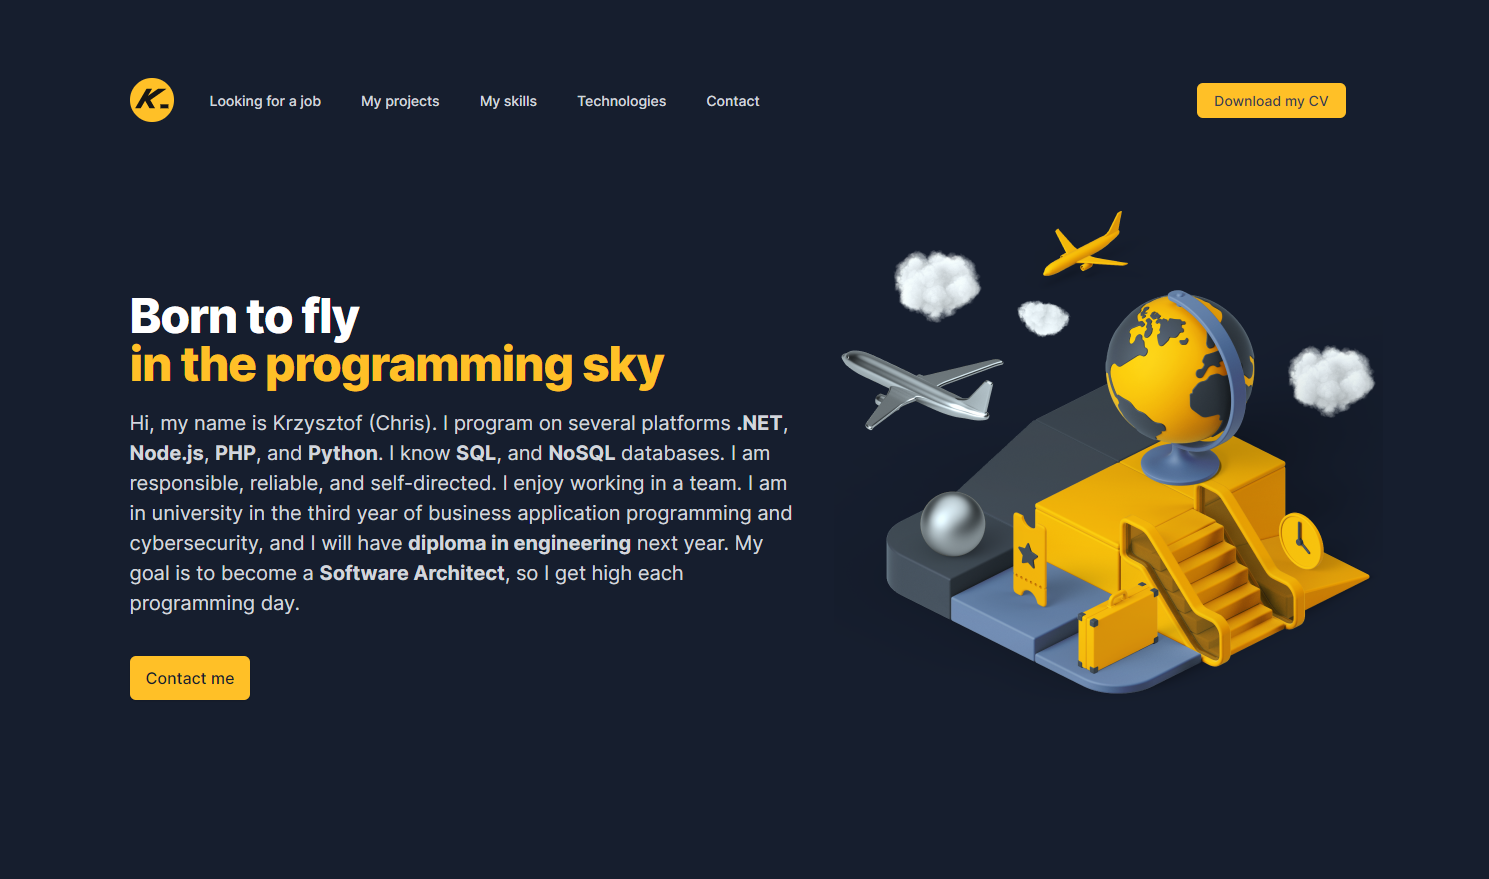 K.
Looking for a job
My projects
My skills
Technologies
Contact
Download my CV
Born to fly
in the programming sky
Hi, my name is Krzysztof (Chris). I program on several platforms .NET,
Node.js, PHP, and Python. I know SQL, and NoSQL databases. I am
responsible, reliable, and self-directed. I enjoy working in a team. I am
in university in the third year of business application programming and
cybersecurity, and I will have diploma in engineering next year. My
goal is to become a Software Architect, so I get high each
programming day.
Contact me